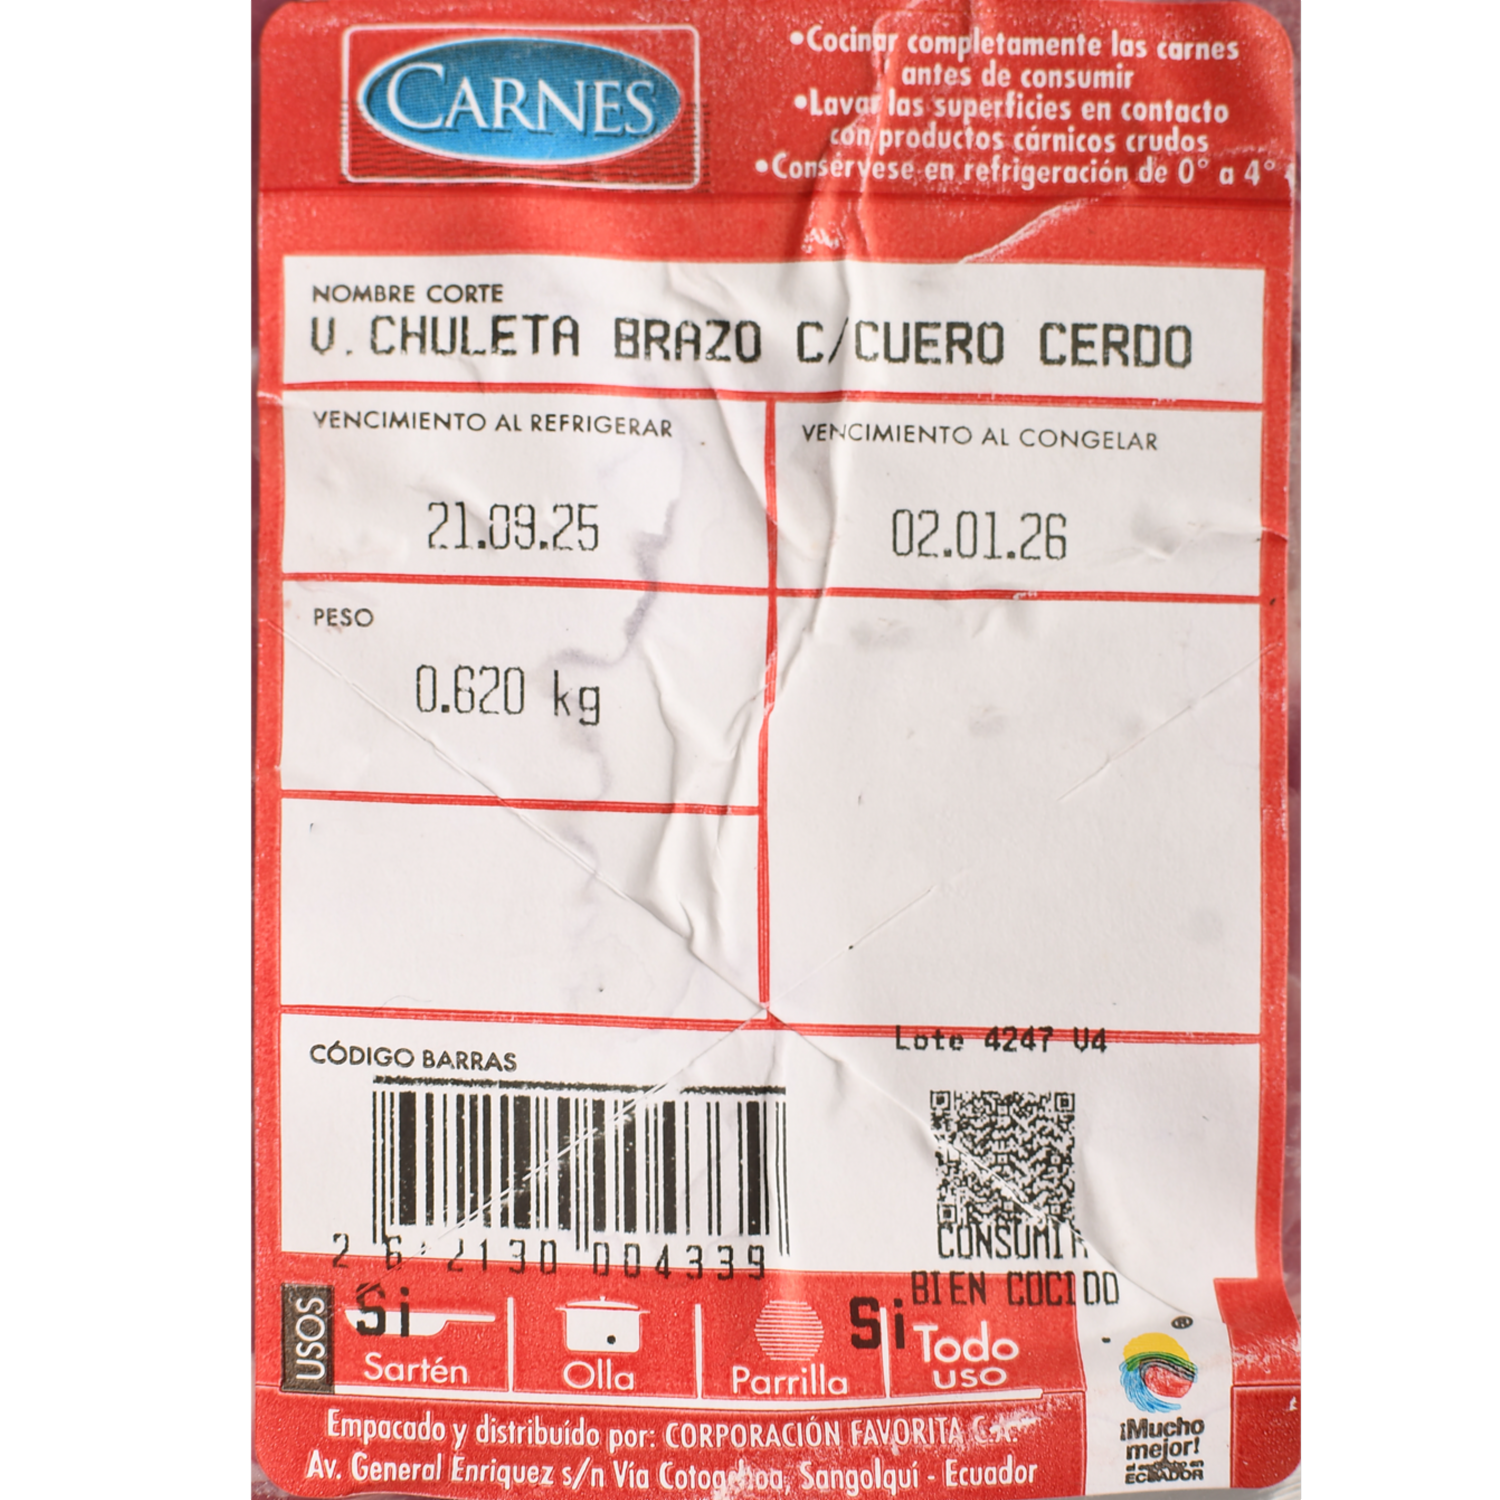 CARNES
•Cocinar completamente las carnes
antes de consumir
•Lavar las superficies en contacto
con productos cárnicos crudos
•Consérvese en refrigeración de 0° a 4°
NOMBRE CORTE
V. CHULETA BRAZO C/CUERO CERDO
VENCIMIENTO AL REFRIGERAR
VENCIMIENTO AL CONGELAR
21.09.25
02.01.26
PESO
0.620 kg
Lote 4247 V4
CÓDIGO BARRAS
004339
CONSUMIR
BIEN COCIDO
USOS
Si
Si
Sartén
Olla
Parrilla
Todo
uso
®
Empacado y distribuído por: CORPORACIÓN FAVORITA C.A.
Av. General Enriquez s/n Vía Cotogchoa, Sangolquí - Ecuador
¡Mucho
mejor!
ECUADOR